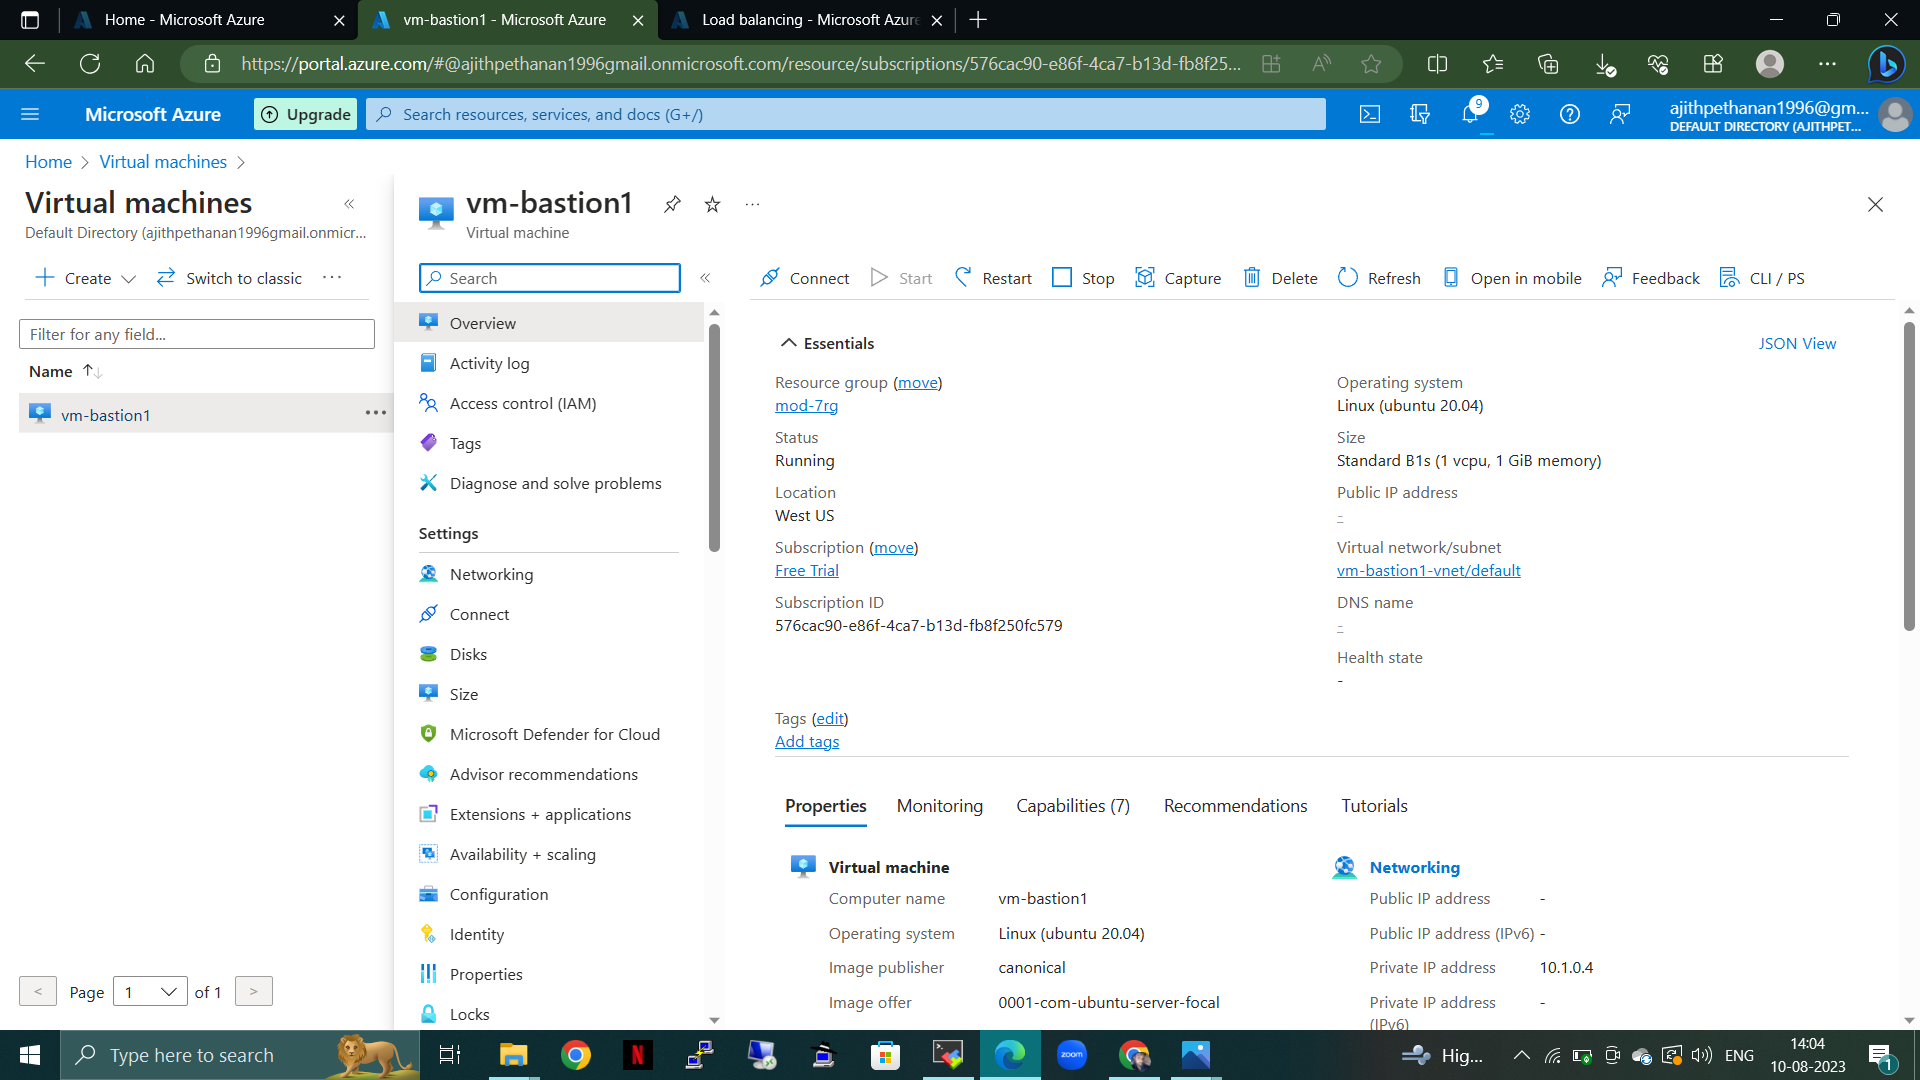 Home - Microsoft Azure
vm-bastion1 - Microsoft Azure
Load balancing - Microsoft Azure
https://portal.azure.com/#@ajithpethanan1996gmail.onmicrosoft.com/resource/subscriptions/576cac90-e86f-4ca7-b13d-fb8f25...
Microsoft Azure
Upgrade
Search resources, services, and docs (G+/)
9
ajithpethanan1996@gm...
DEFAULT DIRECTORY (AJITHPET...
Home > Virtual machines >
Virtual machines
Default Directory (ajithpethanan1996gmail.onmicr...
Create
Switch to classic
...
Filter for any field...
Name
vm-bastion1
...
< Page 1 of 1 >
vm-bastion1
...
Virtual machine
Search
Overview
Activity log
Access control (IAM)
Tags
Diagnose and solve problems
Settings
Networking
Connect
Disks
Size
Microsoft Defender for Cloud
Advisor recommendations
Extensions + applications
Availability + scaling
Configuration
Identity
Properties
Locks
Connect
Start
Restart
Stop
Capture
Delete
Refresh
Open in mobile
Feedback
CLI / PS
Essentials
JSON View
Resource group (move)
mod-7rg
Status
Running
Location
West US
Subscription (move)
Free Trial
Subscription ID
576cac90-e86f-4ca7-b13d-fb8f250fc579
Operating system
Linux (ubuntu 20.04)
Size
Standard B1s (1 vcpu, 1 GiB memory)
Public IP address
-
Virtual network/subnet
vm-bastion1-vnet/default
DNS name
-
Health state
-
Tags (edit)
Add tags
Properties
Monitoring
Capabilities (7)
Recommendations
Tutorials
Virtual machine
Computer name vm-bastion1
Operating system Linux (ubuntu 20.04)
Image publisher canonical
Image offer 0001-com-ubuntu-server-focal
Networking
Public IP address -
Public IP address (IPv6) -
Private IP address 10.1.0.4
Private IP address -
(IPv6)
Type here to search
zoom
Hig...
ENG
14:04
10-08-2023
1